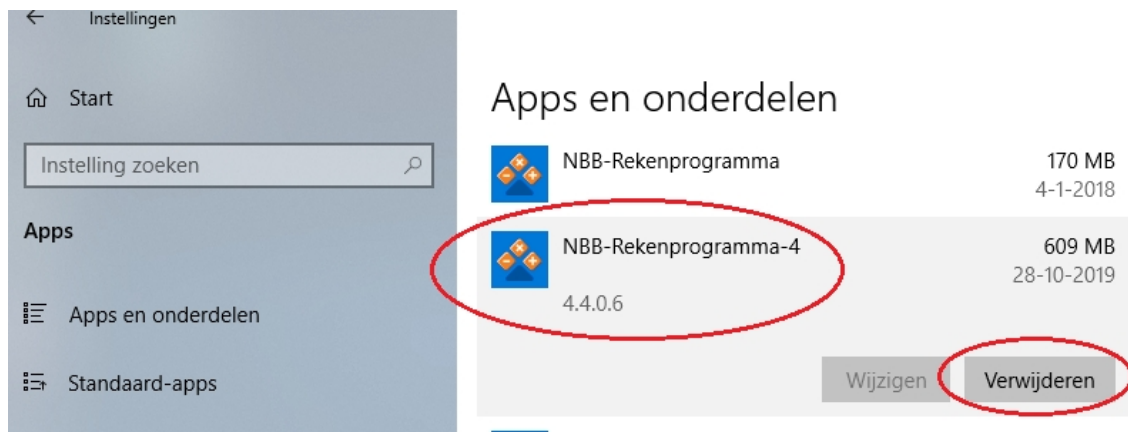 Instellingen
Start
Instelling zoeken
Apps
Apps en onderdelen
Standaard-apps
Apps en onderdelen
NBB-Rekenprogramma 170 MB
4-1-2018
NBB-Rekenprogramma-4 609 MB
28-10-2019
4.4.0.6
Wijzigen Verwijderen